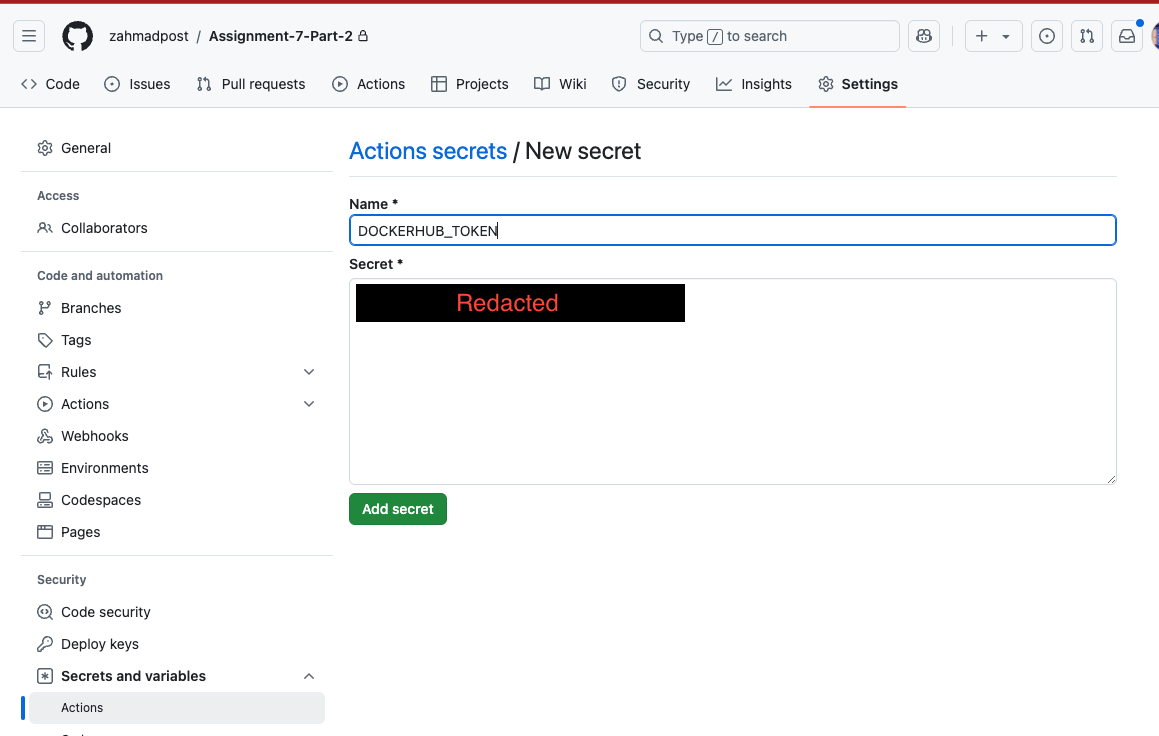 zahmadpost / Assignment-7-Part-2
Type / to search
Code
Issues
Pull requests
Actions
Projects
Wiki
Security
Insights
Settings
General
Access
Collaborators
Code and automation
Branches
Tags
Rules
Actions
Webhooks
Environments
Codespaces
Pages
Security
Code security
Deploy keys
Secrets and variables
Actions
Actions secrets / New secret
Name *
DOCKERHUB_TOKEN
Secret *
Redacted
Add secret